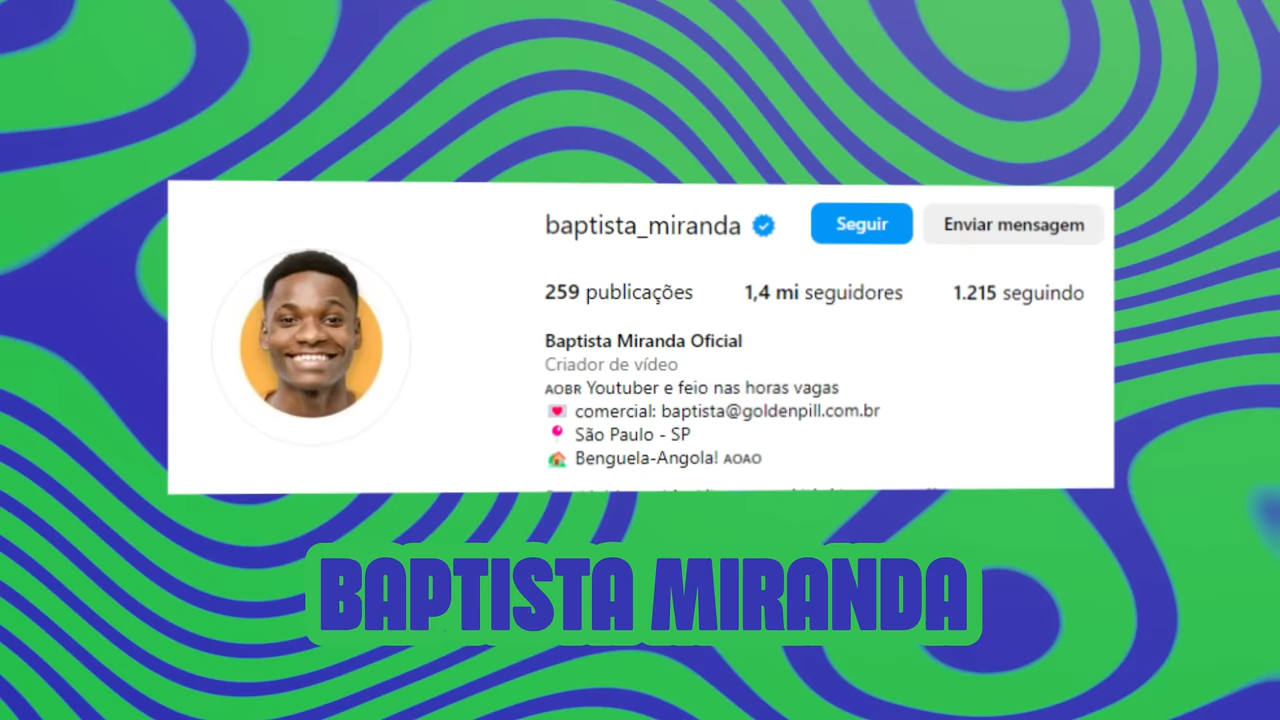 baptista_miranda
Seguir
Enviar mensagem
259 publicações
1,4 mi seguidores
1.215 seguindo
Baptista Miranda Oficial
Criador de vídeo
AOBR Youtuber e feio nas horas vagas
💌 comercial: baptista@goldenpill.com.br
📍 São Paulo - SP
🏡 Benguela-Angola! AOAO
BAPTISTA MIRANDA